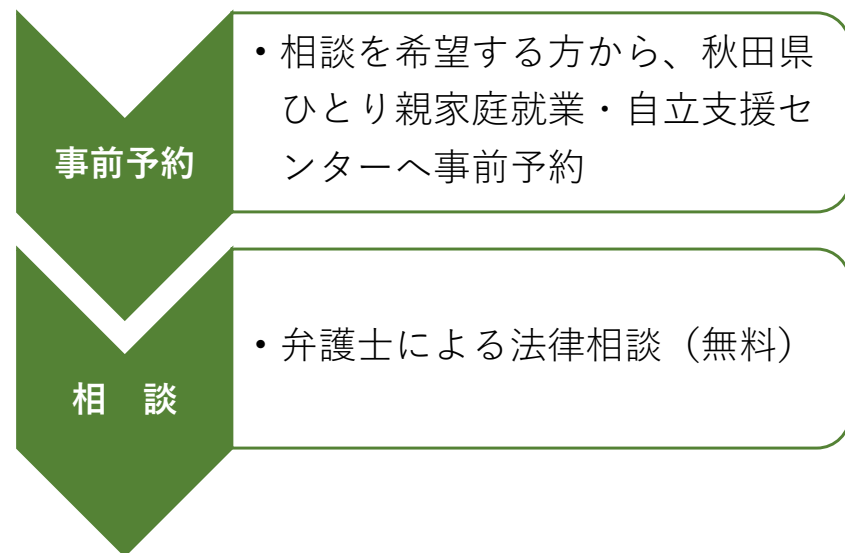 事前予約
・相談を希望する方から、秋田県
ひとり親家庭就業・自立支援セ
ンターへ事前予約
相　談
・弁護士による法律相談（無料）